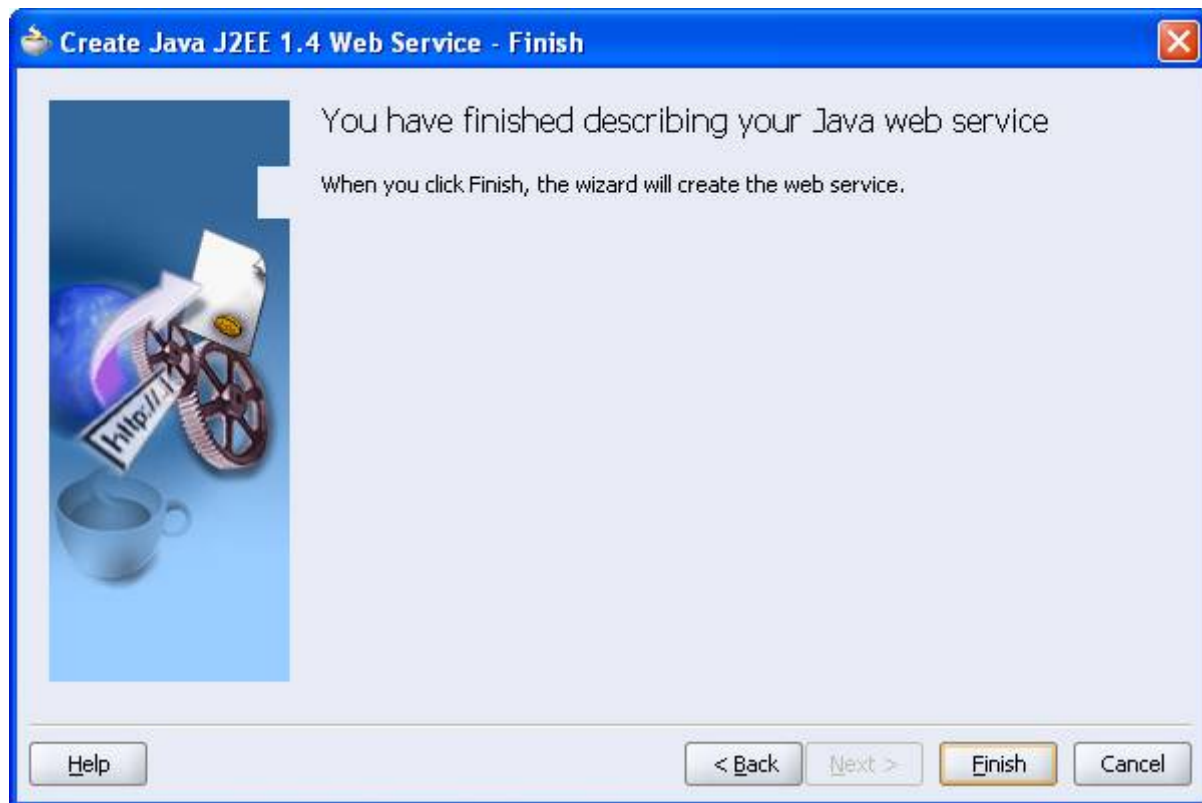 Create Java J2EE 1.4 Web Service - Finish
You have finished describing your Java web service
When you click Finish, the wizard will create the web service.
http://
Help
< Back
Next >
Finish
Cancel